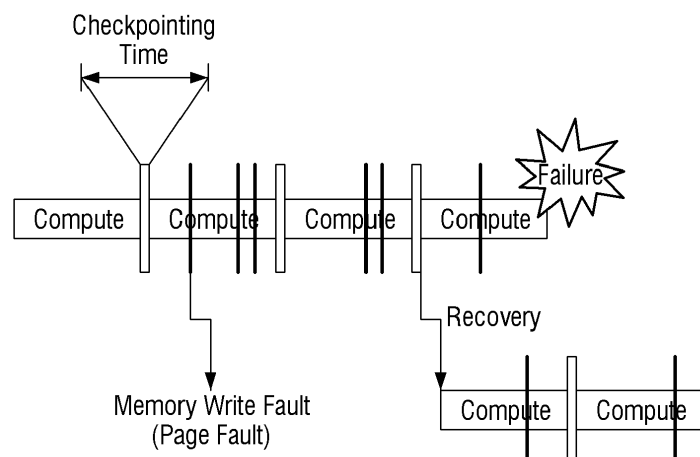 Checkpointing
Time
Failure
Compute Compute Compute Compute
Recovery
Memory Write Fault
(Page Fault)
Compute Compute